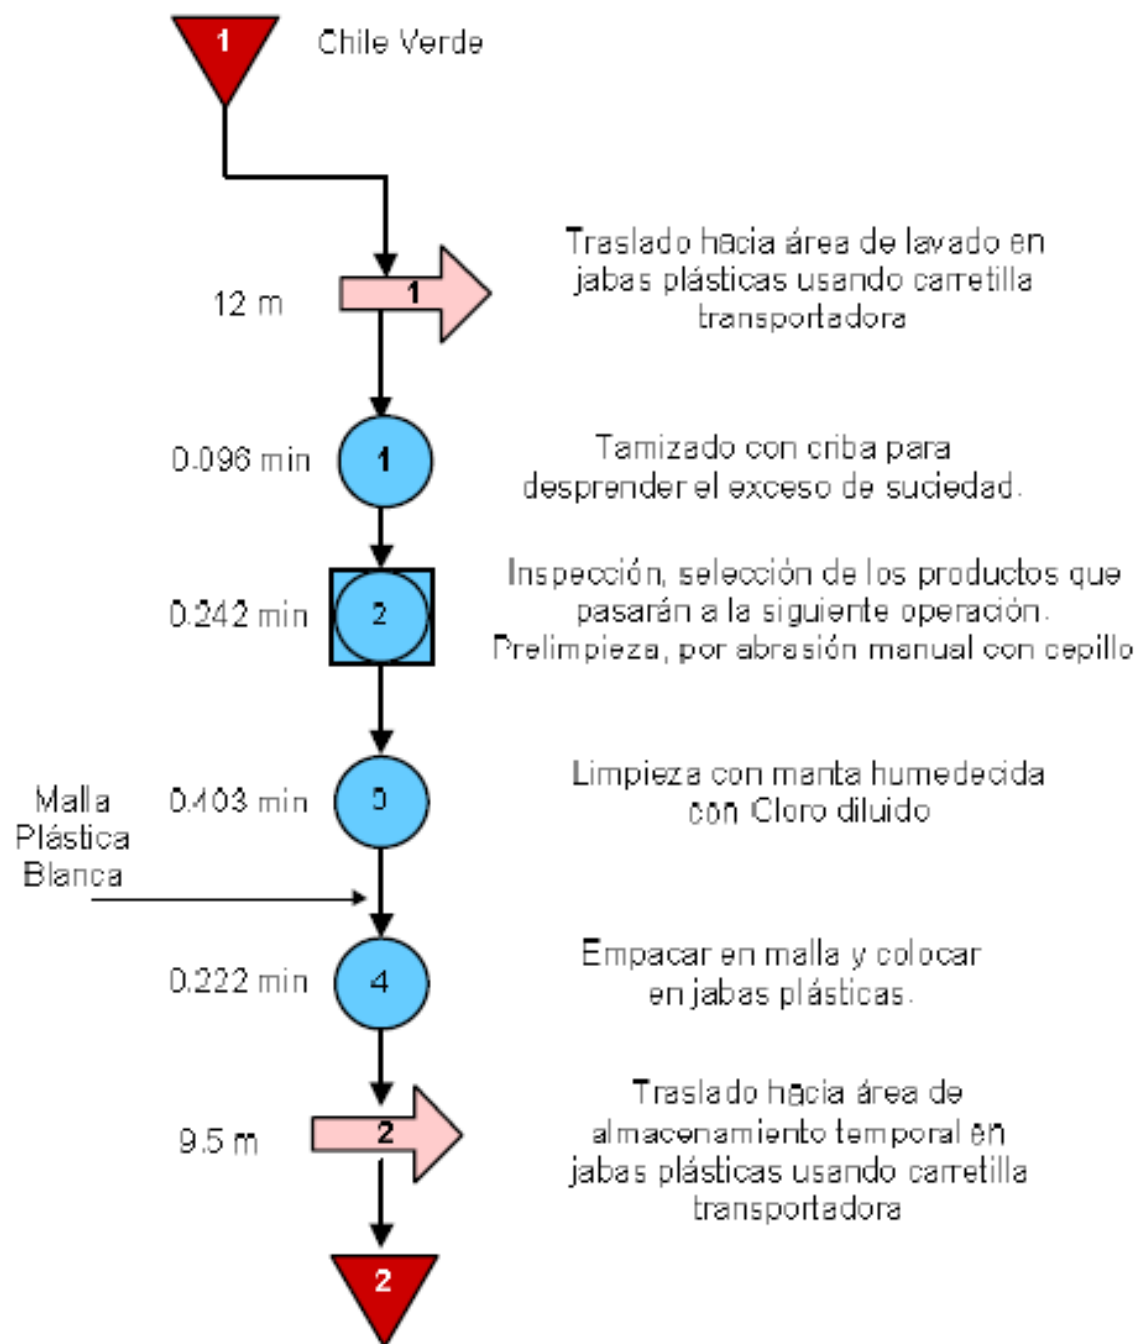 1
Chile Verde
Traslado hacia área de lavado en
jabas plásticas usando carretilla
transportadora
12 m
1
0.096 min
1
Tamizado con criba para
desprender el exceso de suciedad.
0.242 min
2
Inspección, selección de los productos que
pasarán a la siguiente operación.
Prelimpieza, por abrasión manual con cepillo
Malla
Plástica
Blanca
0.403 min
3
Limpieza con manta humedecida
con Cloro diluido
0.222 min
4
Empacar en malla y colocar
en jabas plásticas.
9.5 m
2
Traslado hacia área de
almacenamiento temporal en
jabas plásticas usando carretilla
transportadora
2